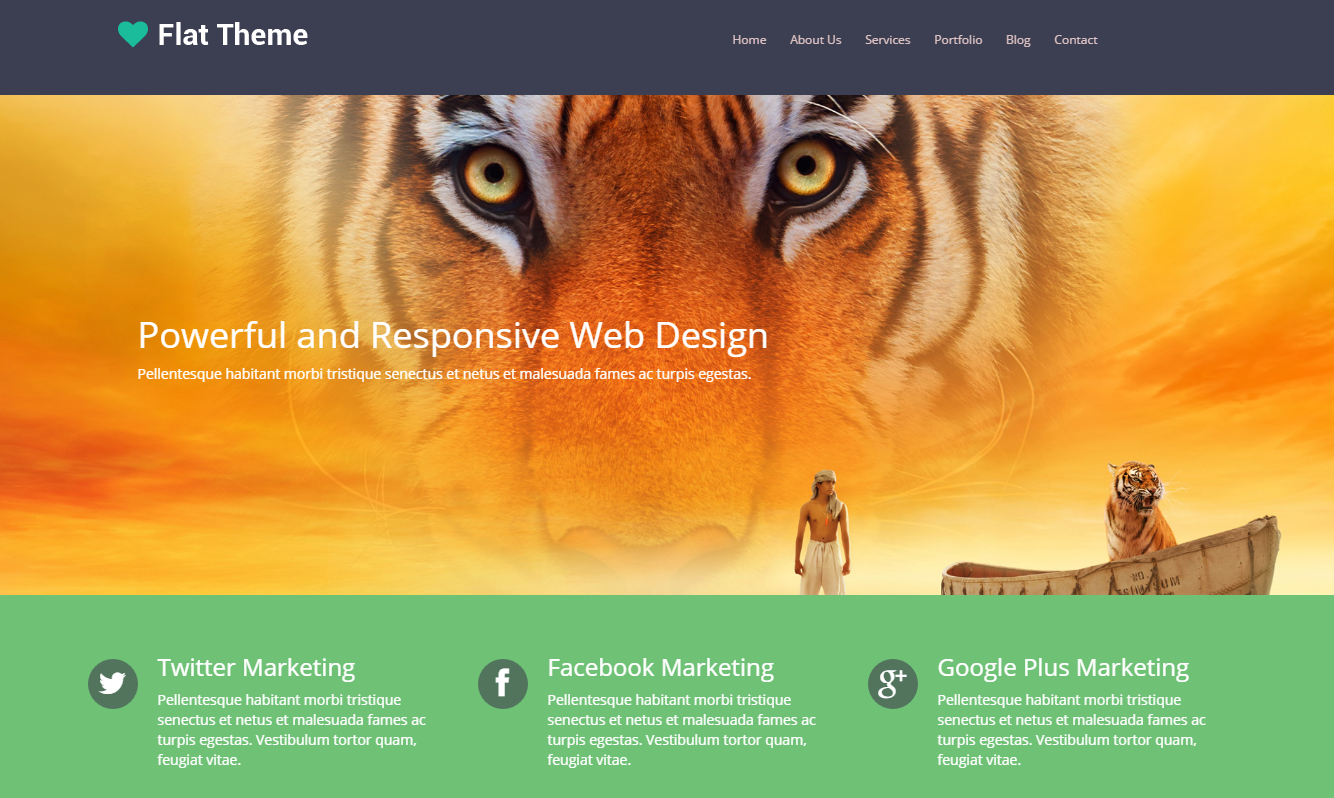 Flat Theme
Home About Us Services Portfolio Blog Contact
Powerful and Responsive Web Design
Pellentesque habitant morbi tristique senectus et netus et malesuada fames ac turpis egestas.
Twitter Marketing
Pellentesque habitant morbi tristique
senectus et netus et malesuada fames ac
turpis egestas. Vestibulum tortor quam,
feugiat vitae.
Facebook Marketing
Pellentesque habitant morbi tristique
senectus et netus et malesuada fames ac
turpis egestas. Vestibulum tortor quam,
feugiat vitae.
Google Plus Marketing
Pellentesque habitant morbi tristique
senectus et netus et malesuada fames ac
turpis egestas. Vestibulum tortor quam,
feugiat vitae.